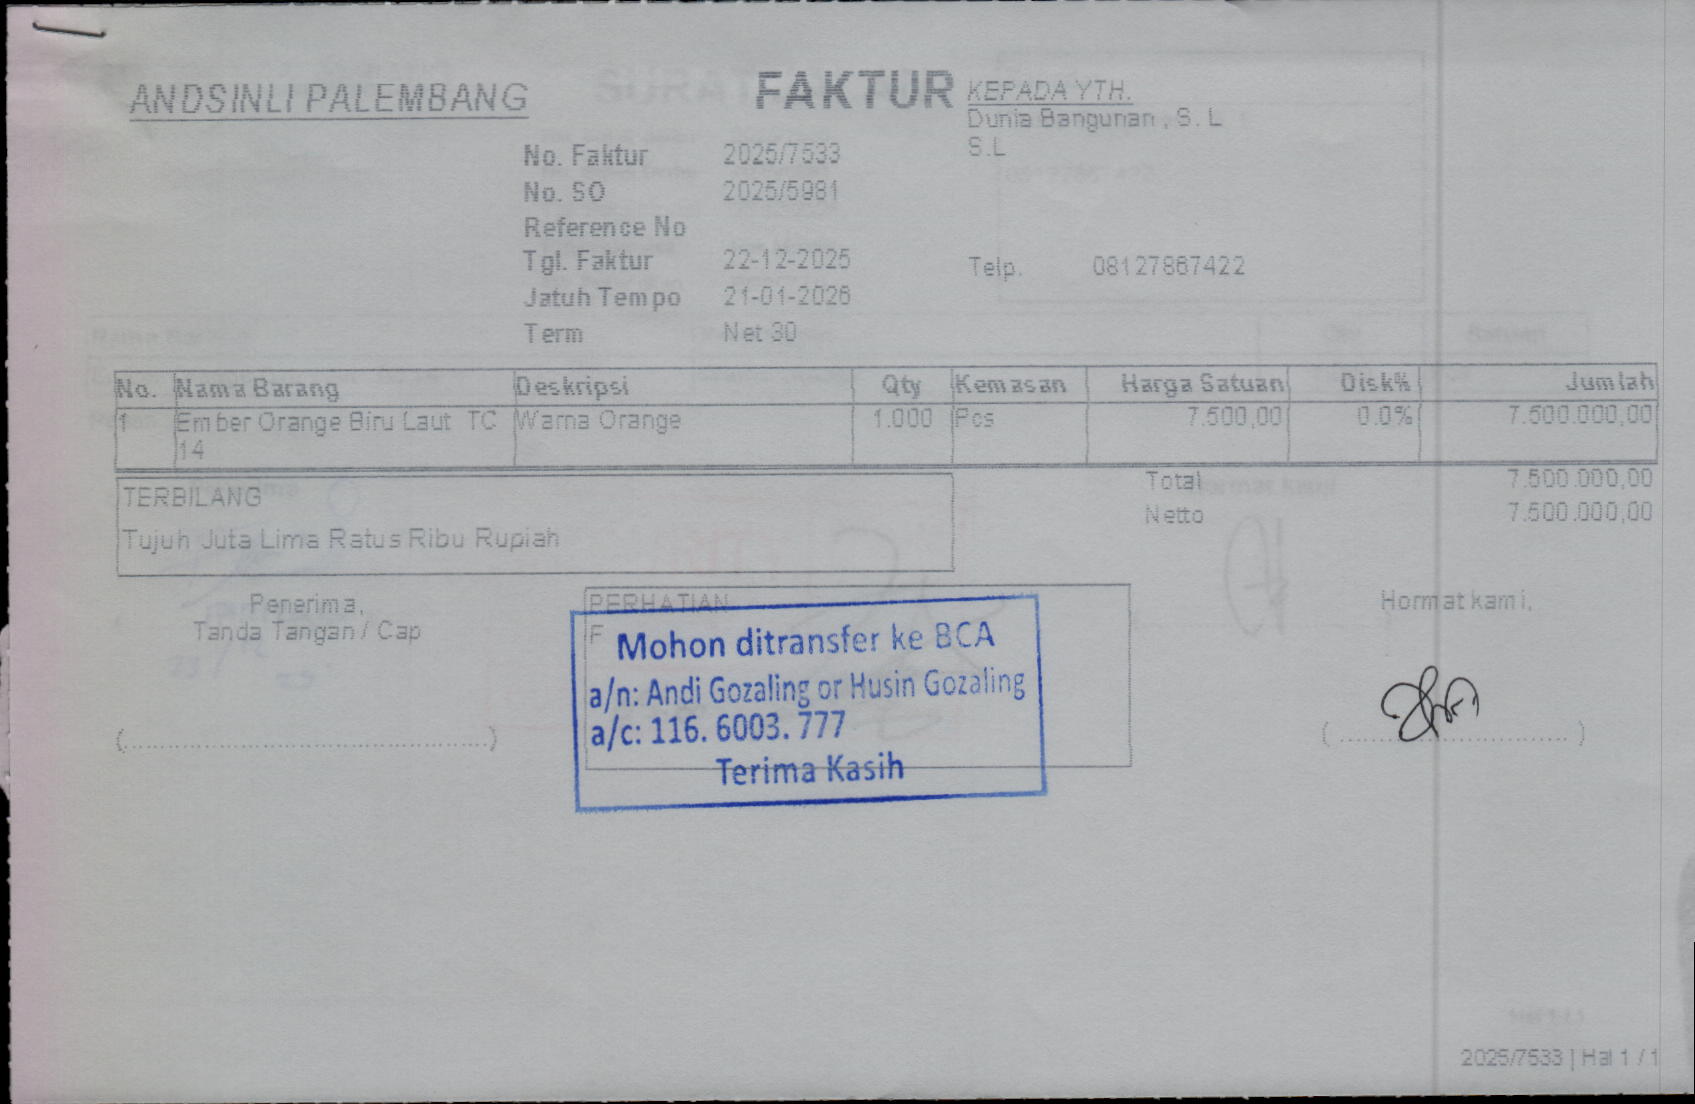 ANDSINLI PALEMBANG
FAKTUR
KEPADA YTH.
Dunia Bangunan , S. L
S.L
No. Faktur 2025/7533
No. SO 2025/5981
Reference No
Tgl. Faktur 22-12-2025
Telp. 08127867422
Jatuh Tempo 21-01-2026
Term Net 30
No. Nama Barang Deskripsi Qty Kemasan Harga Satuan Disk% Jumlah
1 Ember Orange Biru Laut TC Warna Orange 1.000 Pcs 7.500,00 0.0% 7.500.000,00
14
Total 7.500.000,00
Netto 7.500.000,00
TERBILANG
Tujuh Juta Lima Ratus Ribu Rupiah
Penerima,
Tanda Tangan / Cap
(...............................................)
PERHATIAN
F
Mohon ditransfer ke BCA
a/n: Andi Gozaling or Husin Gozaling
a/c: 116. 6003. 777
Terima Kasih
Hormat kami,
( ............................... )
2025/7533 | Hal 1 / 1